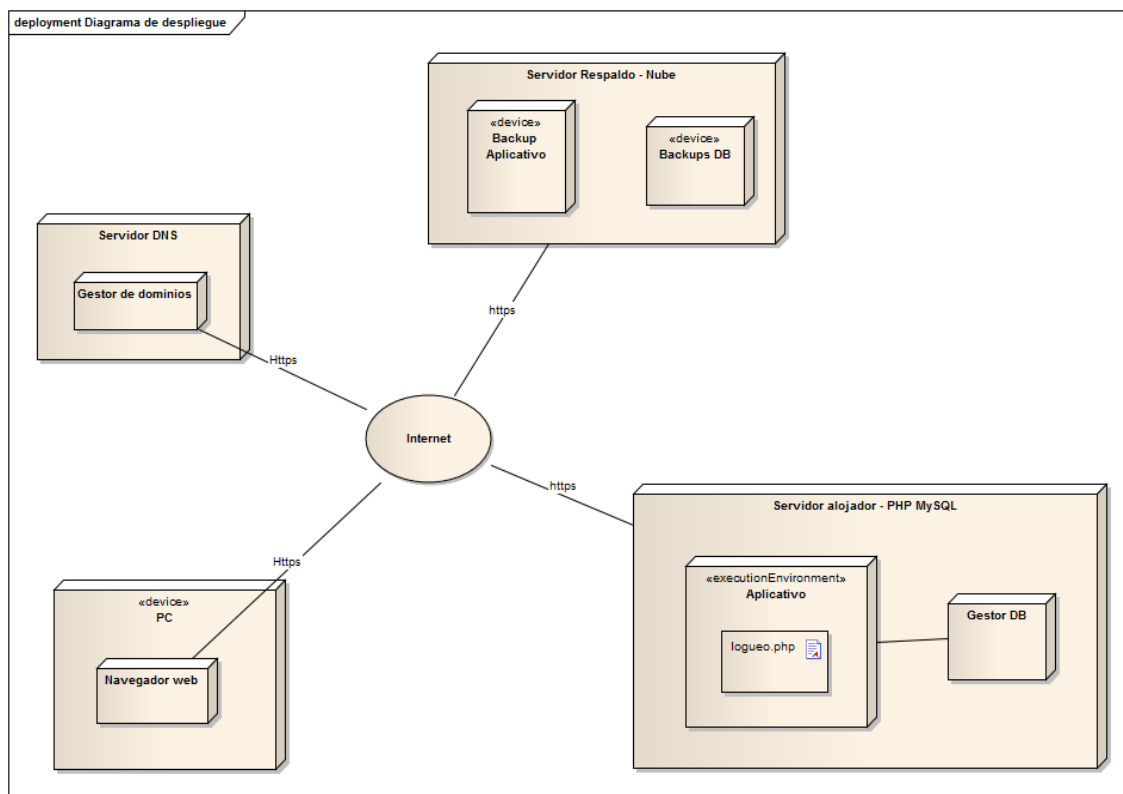 deployment Diagrama de despliegue
Servidor Respaldo - Nube
«device»
Backup
Aplicativo
«device»
Backups DB
Servidor DNS
Gestor de dominios
https
Https
Internet
https
Servidor alojador - PHP MySQL
Https
«executionEnvironment»
Aplicativo
«device»
PC
Gestor DB
logueo.php
Navegador web